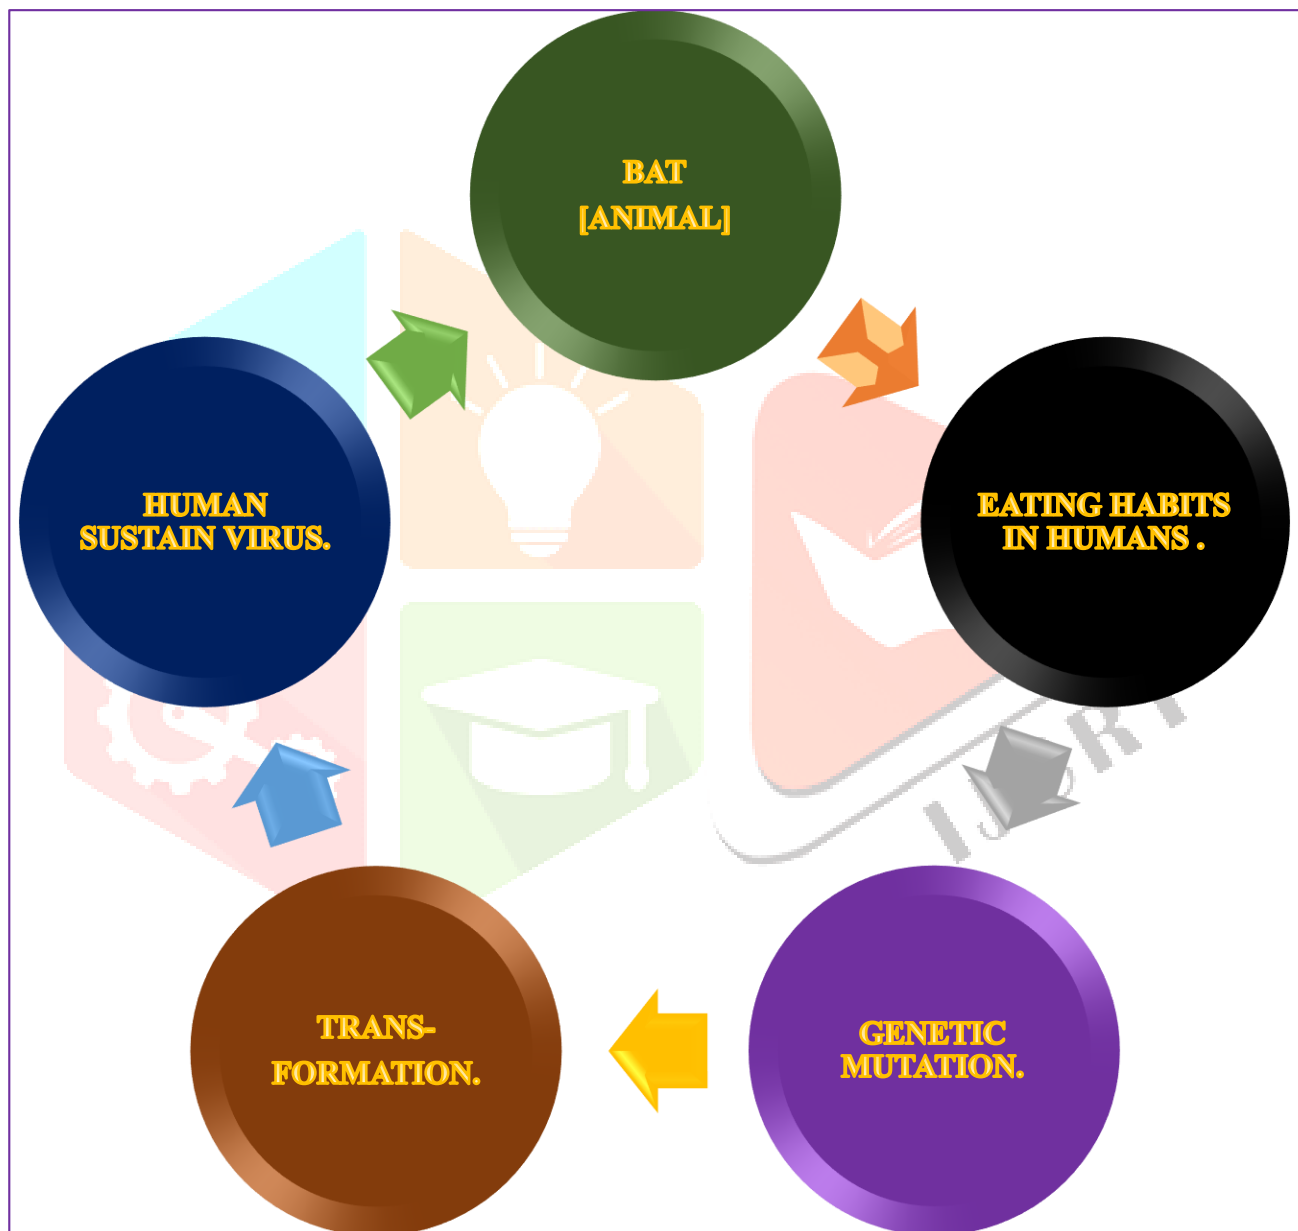 BAT
[ANIMAL]
EATING HABITS
IN HUMANS .
GENETIC
MUTATION.
TRANS-
FORMATION.
HUMAN
SUSTAIN VIRUS.